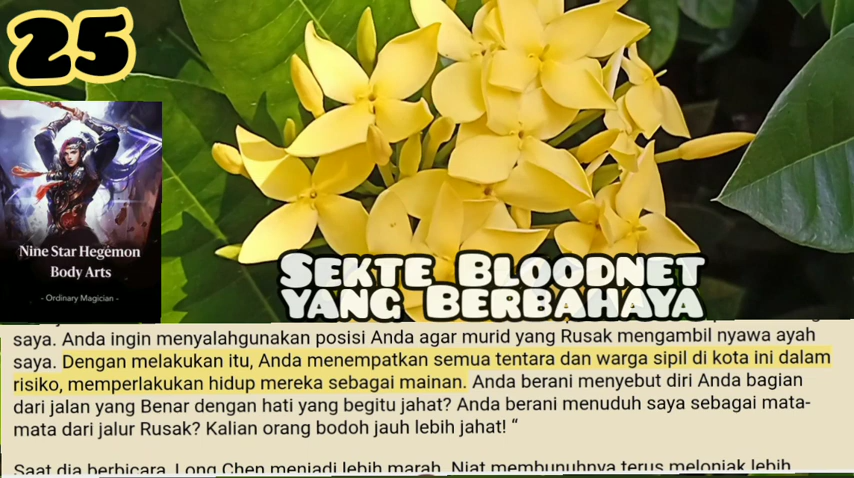 25
Nine Star Hegemon
Body Arts
- Ordinary Magician -
SEKTE BLOODNET
YANG BERBAHAYA
saya. Anda ingin menyalahgunakan posisi Anda agar murid yang Rusak mengambil nyawa ayah
saya. Dengan melakukan itu, Anda menempatkan semua tentara dan warga sipil di kota ini dalam
risiko, memperlakukan hidup mereka sebagai mainan. Anda berani menyebut diri Anda bagian
dari jalan yang Benar dengan hati yang begitu jahat? Anda berani menuduh saya sebagai mata-
mata dari jalur Rusak? Kalian orang bodoh jauh lebih jahat! “
Saat dia berbicara, Long Chen menjadi lebih marah. Niat membunuhnya terus melonjak lebih